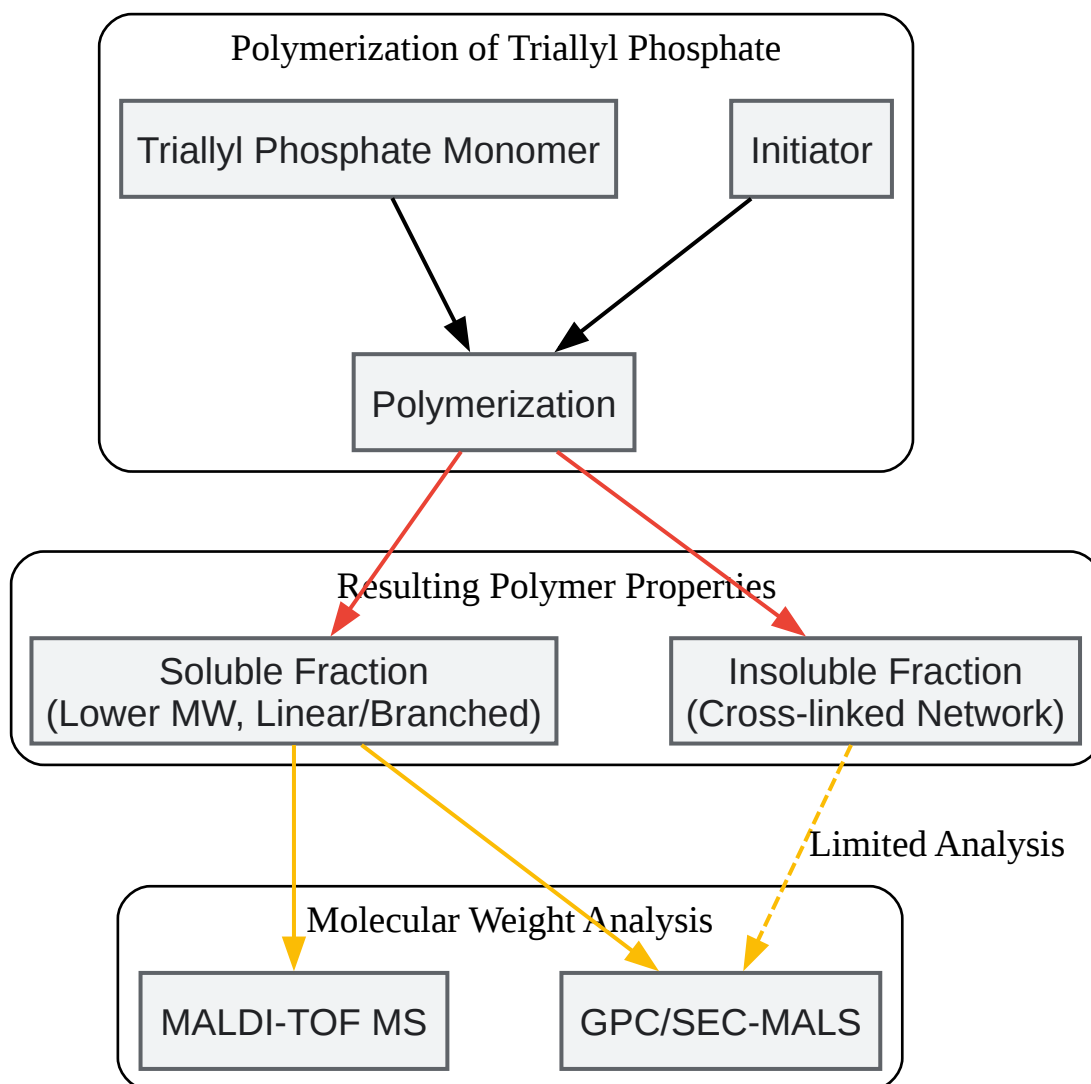 Polymerization of Triallyl Phosphate
Triallyl Phosphate Monomer
Initiator
Polymerization
Resulting Polymer Properties
Soluble Fraction
(Lower MW, Linear/Branched)
Insoluble Fraction
(Cross-linked Network)
Limited Analysis
Molecular Weight Analysis
MALDI-TOF MS
GPC/SEC-MALS